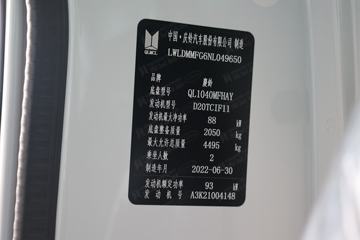 中国·庆铃汽车股份有限公司 制造
QLMCL
LWLDMMFG6NL049650
品牌 菱铃
底盘型号 QL1040MFHAY
发动机型号 D20TCIF11
发动机最大净功率 88 kW
底盘整备质量 2050 kg
最大允许总质量 4495 kg
乘坐人数 2
制造年月 2022-06-30
发动机额定功率 93 kW
发动机号 A3K21004148